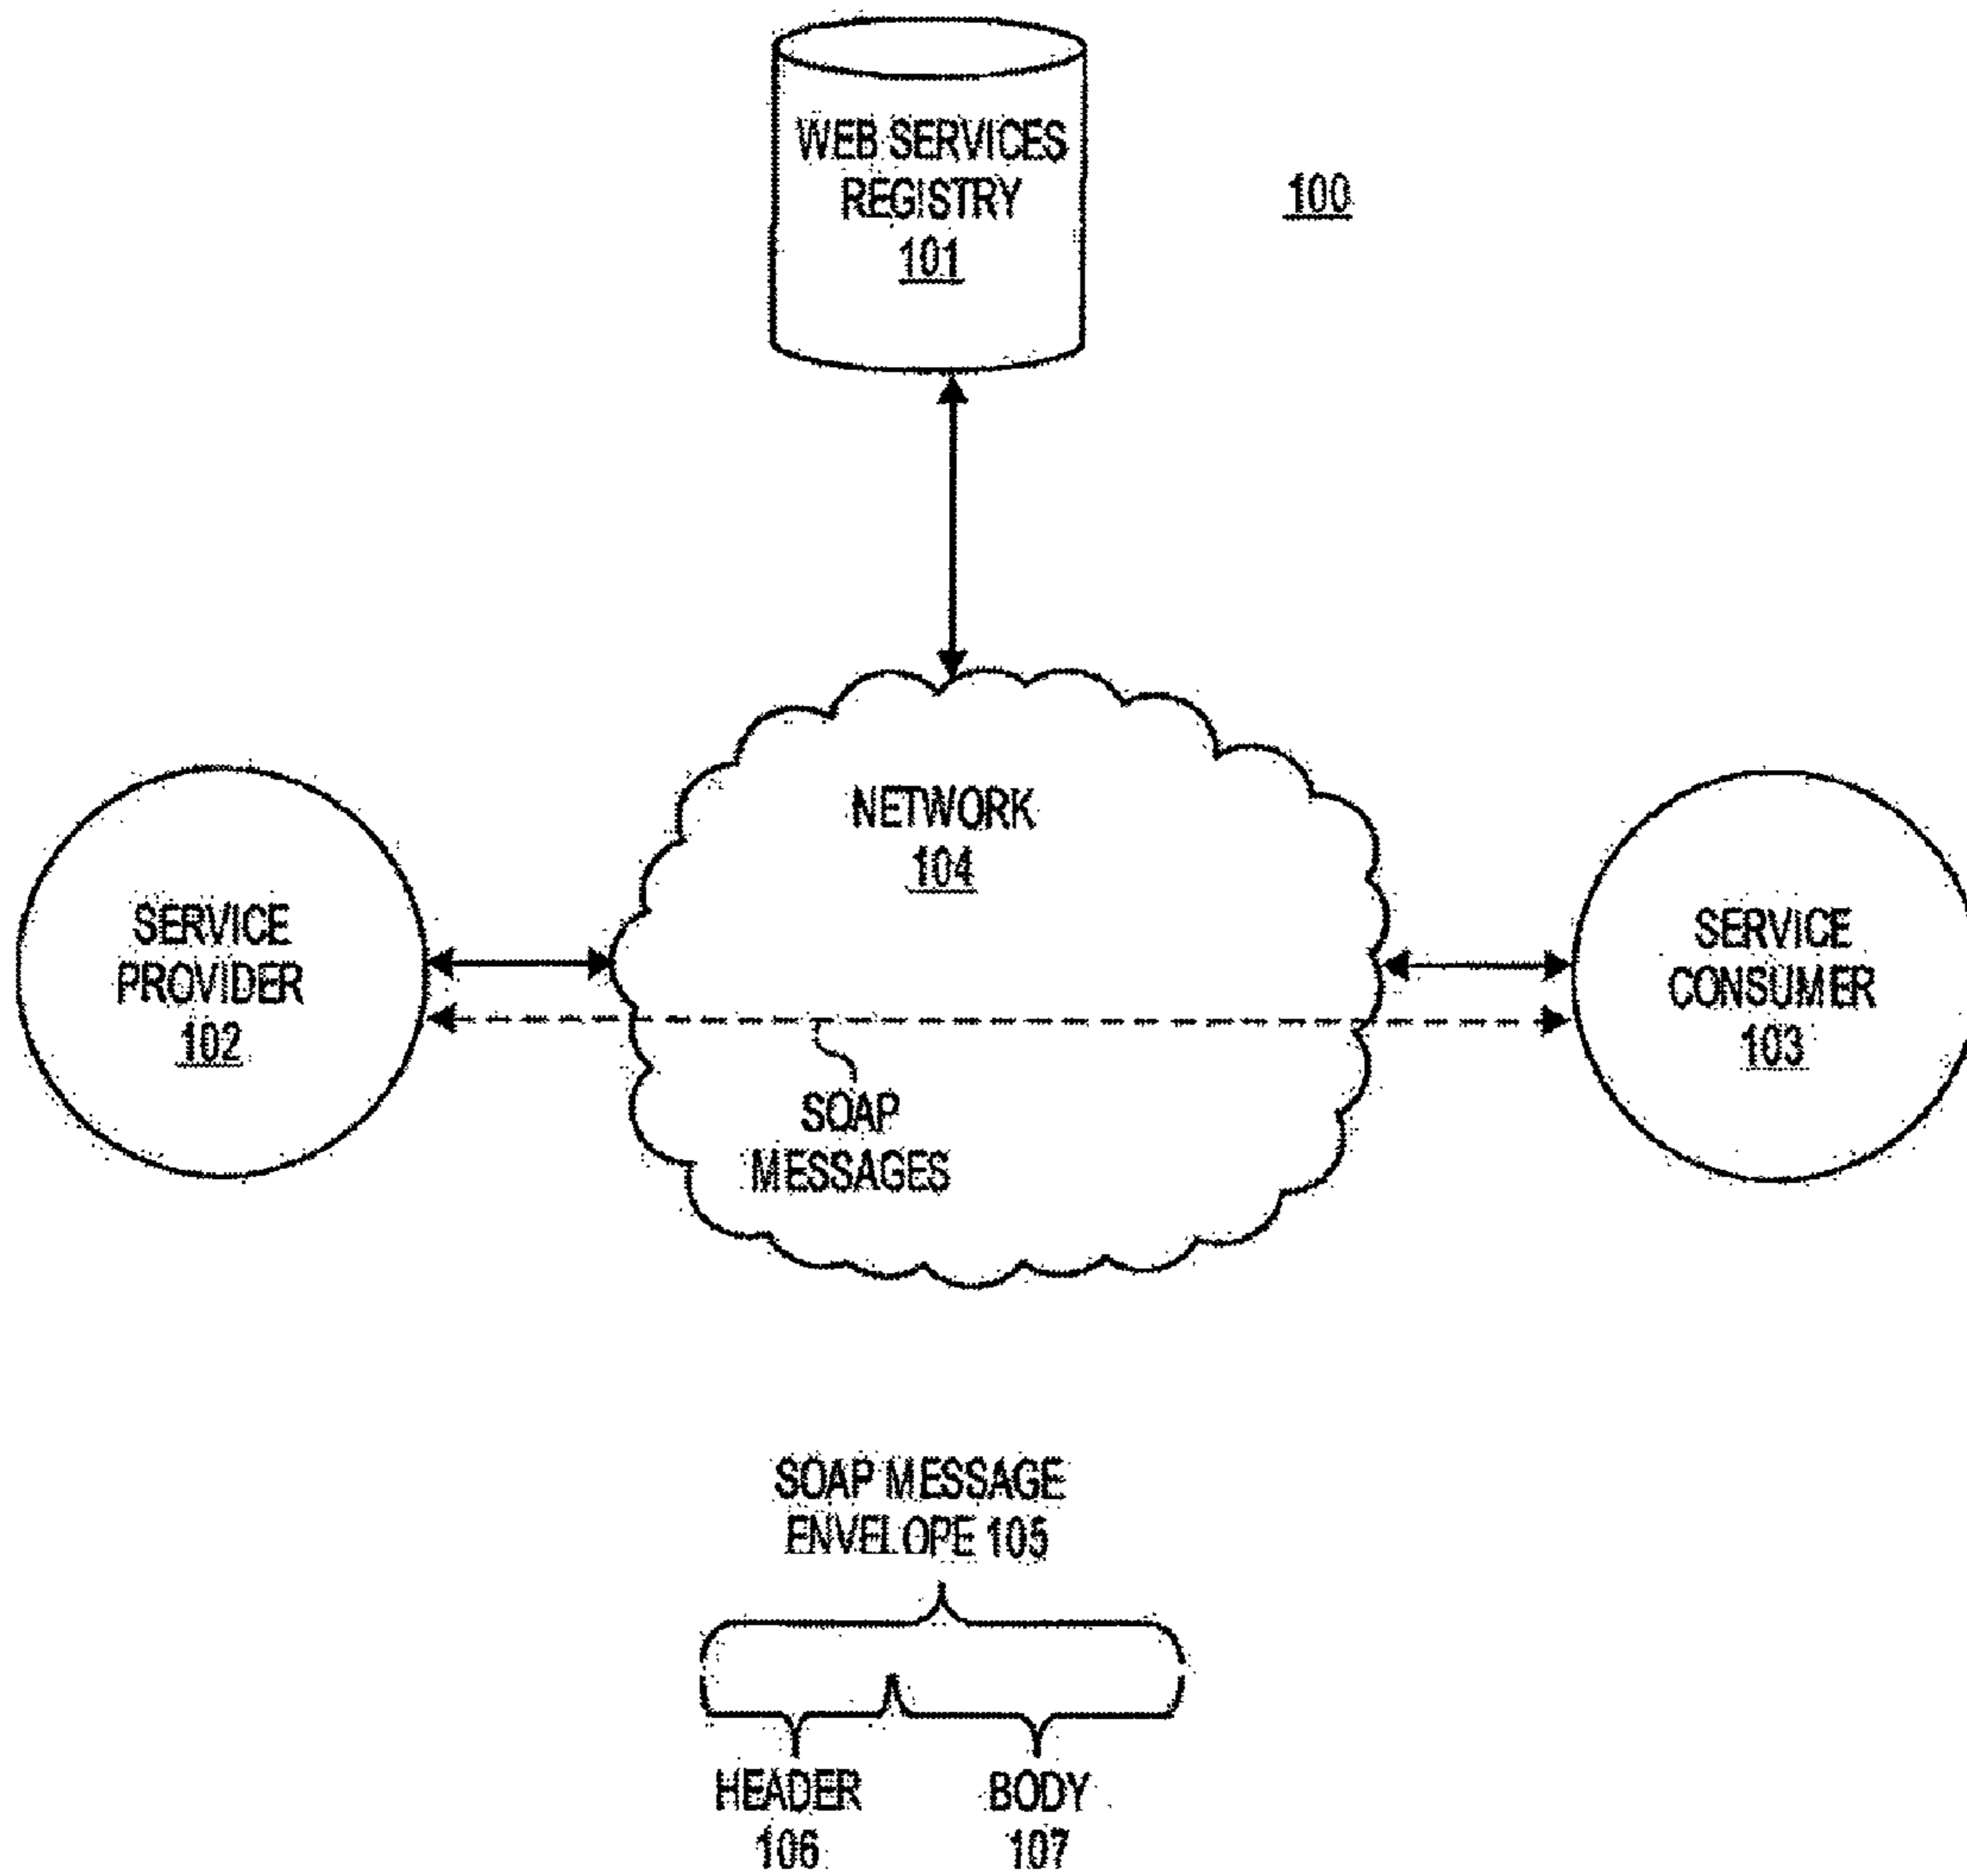 WEB SERVICES
REGISTRY
101
100
NETWORK
104
SERVICE
PROVIDER
102
SERVICE
CONSUMER
103
SOAP
MESSAGES
SOAP MESSAGE
ENVELOPE 105
HEADER
106
BODY
107